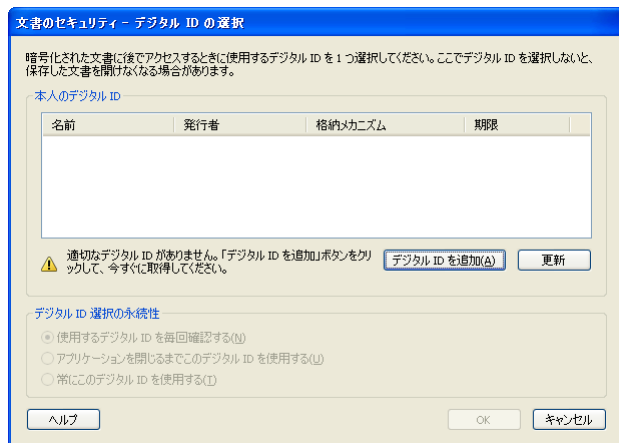 文書のセキュリティ - デジタル ID の選択
暗号化された文書に後でアクセスするときに使用するデジタル ID を 1 つ選択してください。ここでデジタル ID を選択しないと、
保存した文書を開けなくなる場合があります。
本人のデジタル ID
名前 発行者 格納メカニズム 期限
適切なデジタル ID がありません。「デジタル ID を追加」ボタンをクリ
ックして、今すぐに取得してください。
デジタル ID を追加(A) 更新
デジタル ID 選択の永続性
使用するデジタル ID を毎回確認する(N)
アプリケーションを閉じるまでこのデジタル ID を使用する(U)
常にこのデジタル ID を使用する(T)
ヘルプ OK キャンセル